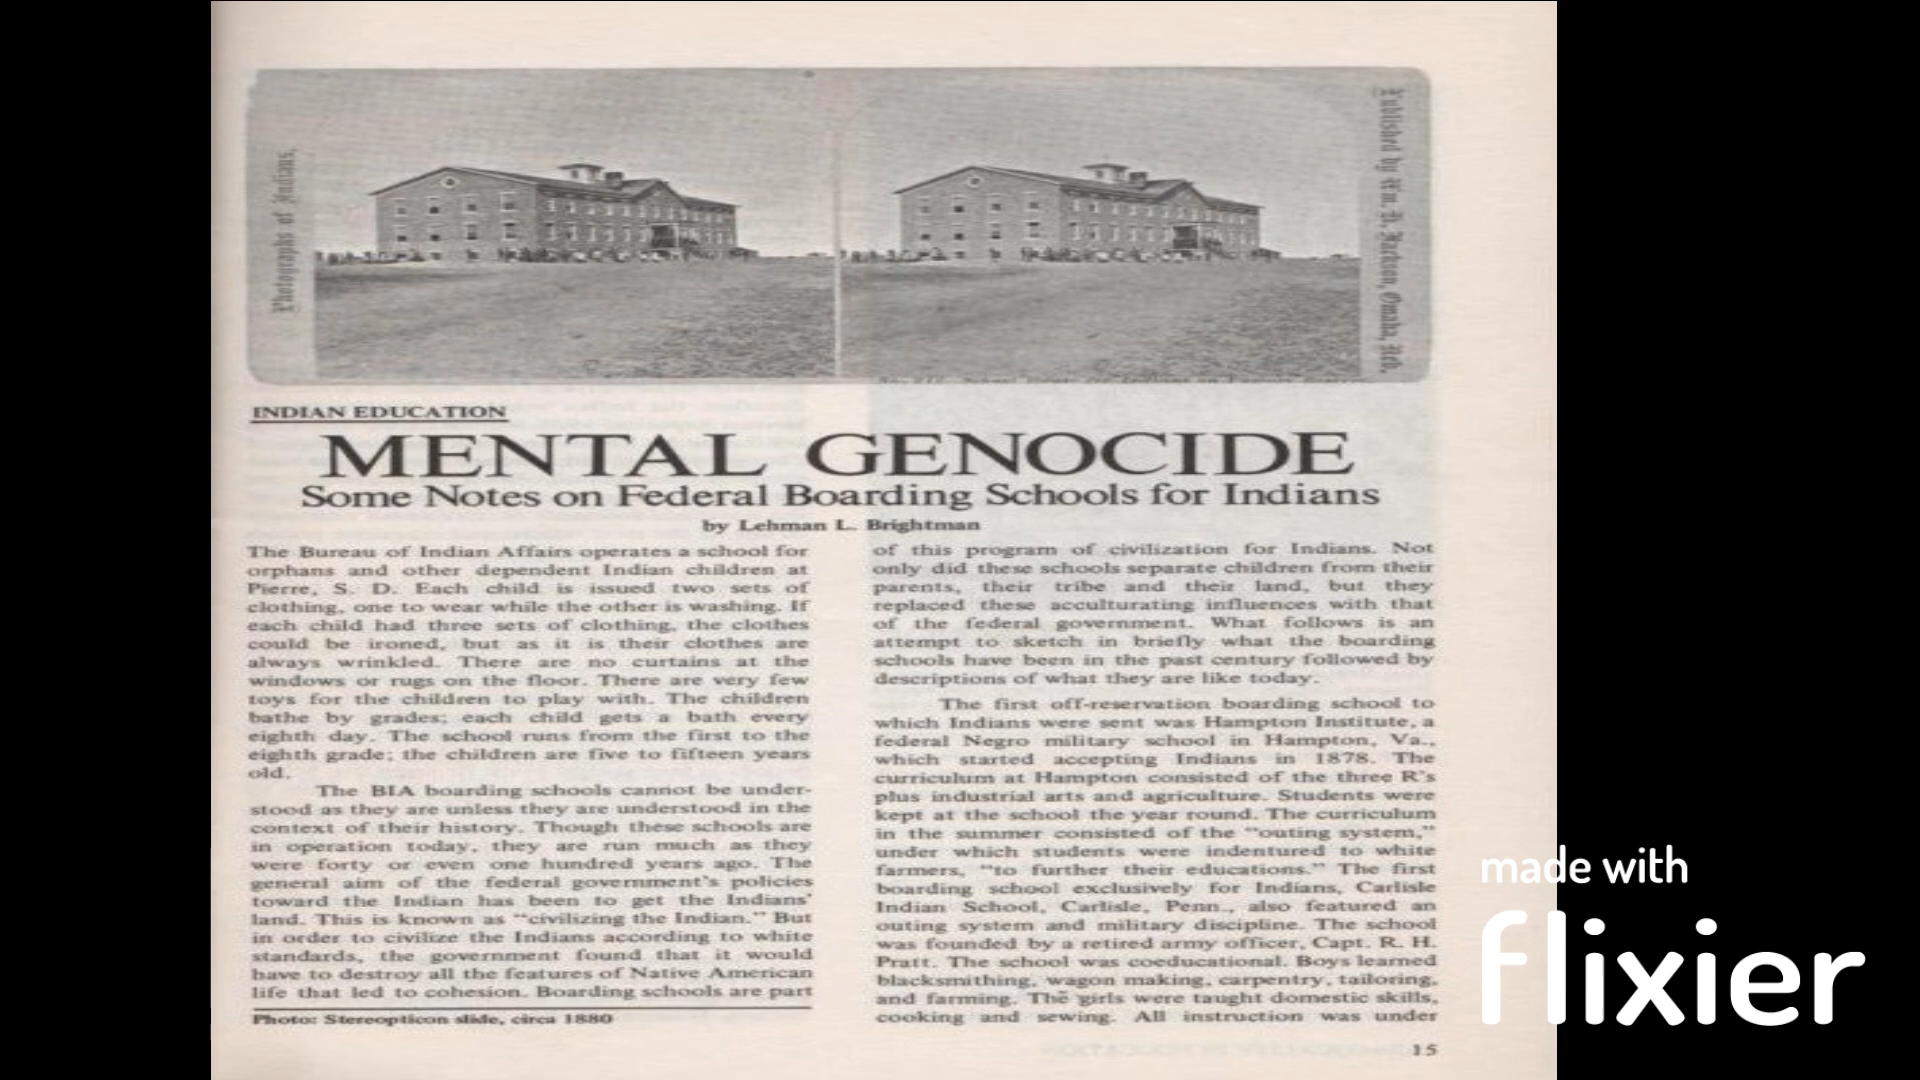 Photographs of Indians,
Published by Wm. H. Jackson, Omaha, Neb.
INDIAN EDUCATION
MENTAL GENOCIDE
Some Notes on Federal Boarding Schools for Indians
by Lehman L. Brightman
The Bureau of Indian Affairs operates a school for
orphans and other dependent Indian children at
Pierre, S. D. Each child is issued two sets of
clothing, one to wear while the other is washing. If
each child had three sets of clothing, the clothes
could be ironed, but as it is their clothes are
always wrinkled. There are no curtains at the
windows or rugs on the floor. There are very few
toys for the children to play with. The children
bathe by grades; each child gets a bath every
eighth day. The school runs from the first to the
eighth grade; the children are five to fifteen years
old.
The BIA boarding schools cannot be under-
stood as they are unless they are understood in the
context of their history. Though these schools are
in operation today, they are run much as they
were forty or even one hundred years ago. The
general aim of the federal government's policies
toward the Indian has been to get the Indians'
land. This is known as "civilizing the Indian." But
in order to civilize the Indians according to white
standards, the government found that it would
have to destroy all the features of Native American
life that led to cohesion. Boarding schools are part
Photo: Stereopticon slide, circa 1880
of this program of civilization for Indians. Not
only did these schools separate children from their
parents, their tribe and their land, but they
replaced these acculturating influences with that
of the federal government. What follows is an
attempt to sketch in briefly what the boarding
schools have been in the past century followed by
descriptions of what they are like today.
The first off-reservation boarding school to
which Indians were sent was Hampton Institute, a
federal Negro military school in Hampton, Va.,
which started accepting Indians in 1878. The
curriculum at Hampton consisted of the three R's
plus industrial arts and agriculture. Students were
kept at the school the year round. The curriculum
in the summer consisted of the "outing system,"
under which students were indentured to white
farmers, "to further their educations." The first
boarding school exclusively for Indians, Carlisle
Indian School, Carlisle, Penn., also featured an
outing system and military discipline. The school
was founded by a retired army officer, Capt. R. H.
Pratt. The school was coeducational. Boys learned
blacksmithing, wagon making, carpentry, tailoring,
and farming. The girls were taught domestic skills,
cooking and sewing. All instruction was under
15
made with
flixier